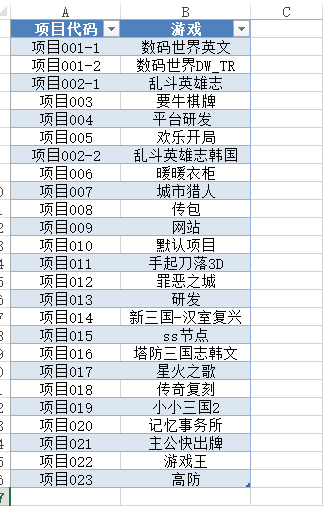 A B C
项目代码 游戏
项目001-1 数码世界英文
项目001-2 数码世界DW_TR
项目002-1 乱斗英雄志
项目003 要牛棋牌
项目004 平台研发
项目005 欢乐开局
项目002-2 乱斗英雄志韩国
项目006 暖暖衣柜
项目007 城市猎人
项目008 传包
项目009 网站
项目010 默认项目
项目011 手起刀落3D
项目012 罪恶之城
项目013 研发
项目014 新三国-汉室复兴
项目015 ss节点
项目016 塔防三国志韩文
项目017 星火之歌
项目018 传奇复刻
项目019 小小三国2
项目020 记忆事务所
项目021 主公快出牌
项目022 游戏王
项目023 高防